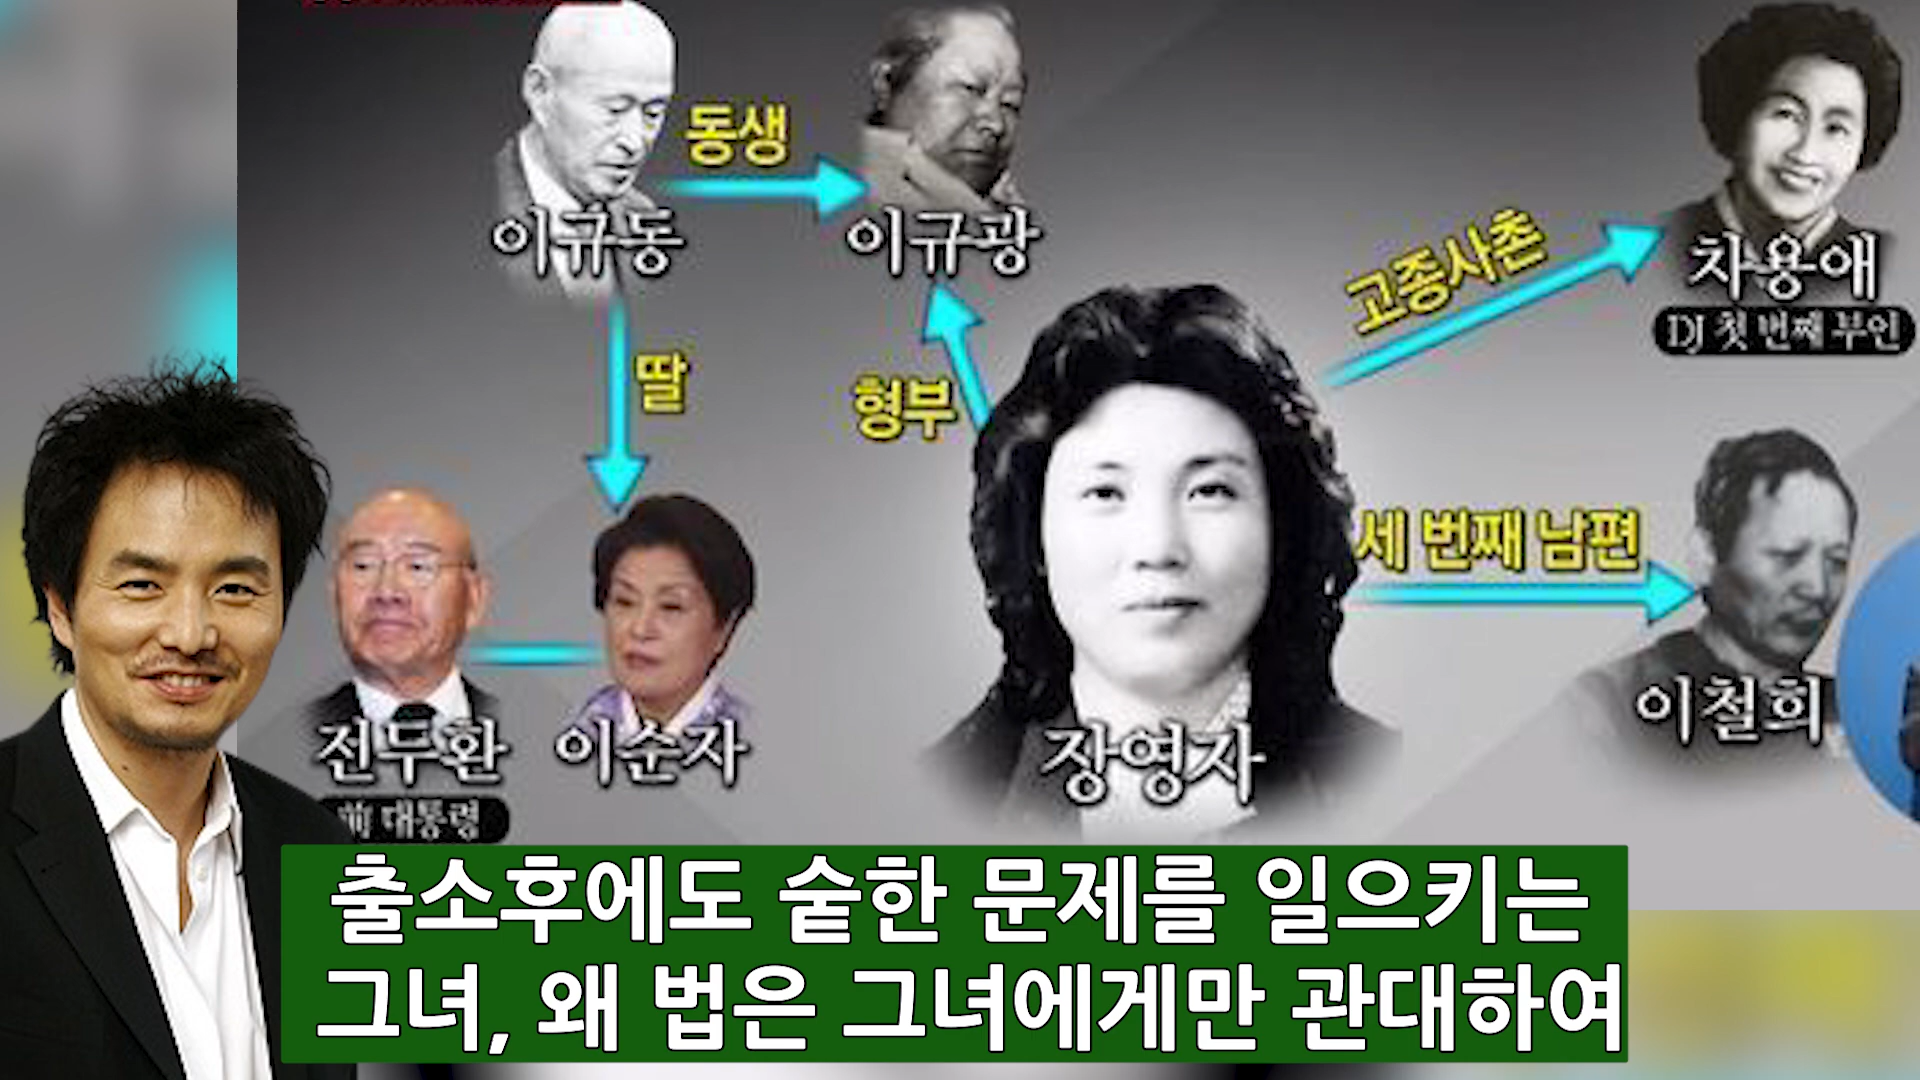 동생
이규동
이규광
고종사촌
차용애
DJ 첫 번째 부인
딸
형부
세 번째 남편
이철희
전두환
이순자
장영자
前 대통령
출소후에도 숱한 문제를 일으키는
그녀, 왜 법은 그녀에게만 관대하여